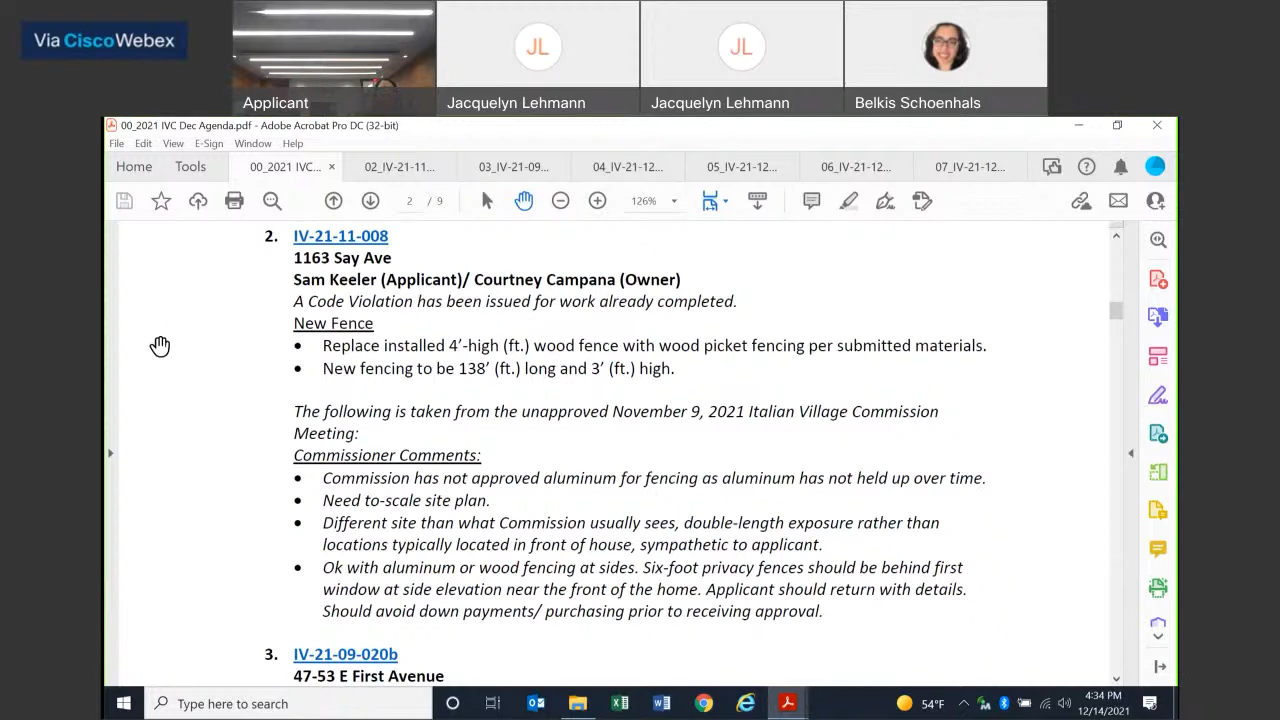 Via Cisco Webex
JL
JL
Applicant
Jacquelyn Lehmann
Jacquelyn Lehmann
Belkis Schoenhals
00_2021 IVC Dec Agenda.pdf - Adobe Acrobat Pro DC (32-bit)
File Edit View E-Sign Window Help
Home Tools 00_2021 IVC... × 02_IV-21-11... 03_IV-21-09... 04_IV-21-12... 05_IV-21-12... 06_IV-21-12... 07_IV-21-12...
2 / 9 126%
2. IV-21-11-008
1163 Say Ave
Sam Keeler (Applicant)/ Courtney Campana (Owner)
A Code Violation has been issued for work already completed.
New Fence
• Replace installed 4’-high (ft.) wood fence with wood picket fencing per submitted materials.
• New fencing to be 138’ (ft.) long and 3’ (ft.) high.
The following is taken from the unapproved November 9, 2021 Italian Village Commission
Meeting:
Commissioner Comments:
• Commission has not approved aluminum for fencing as aluminum has not held up over time.
• Need to-scale site plan.
• Different site than what Commission usually sees, double-length exposure rather than
locations typically located in front of house, sympathetic to applicant.
• Ok with aluminum or wood fencing at sides. Six-foot privacy fences should be behind first
window at side elevation near the front of the home. Applicant should return with details.
Should avoid down payments/ purchasing prior to receiving approval.
3. IV-21-09-020b
47-53 E First Avenue
Type here to search
54°F
4:34 PM
12/14/2021